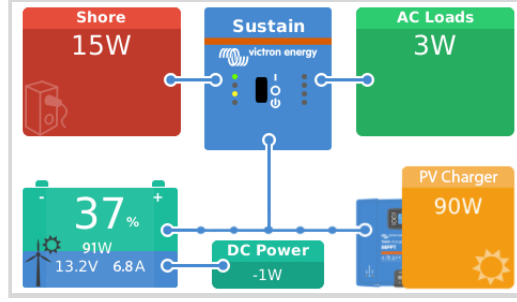 Shore
15W
Sustain
victron energy
AC Loads
3W
- +
37%
91W
13.2V 6.8A
DC Power
-1W
PV Charger
90W